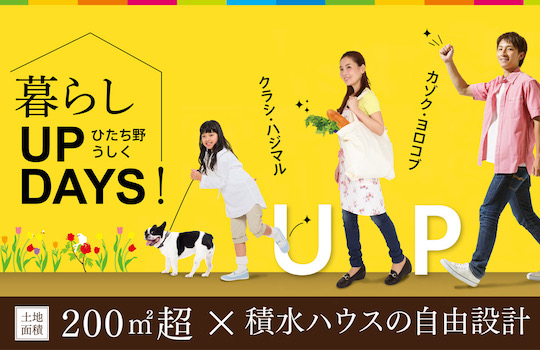 暮らし
UP ひたち野
うしく
DAYS!
クラシ・ハジマル
カゾク・ヨロコブ
UP
土地
面積
200㎡超 × 積水ハウスの自由設計